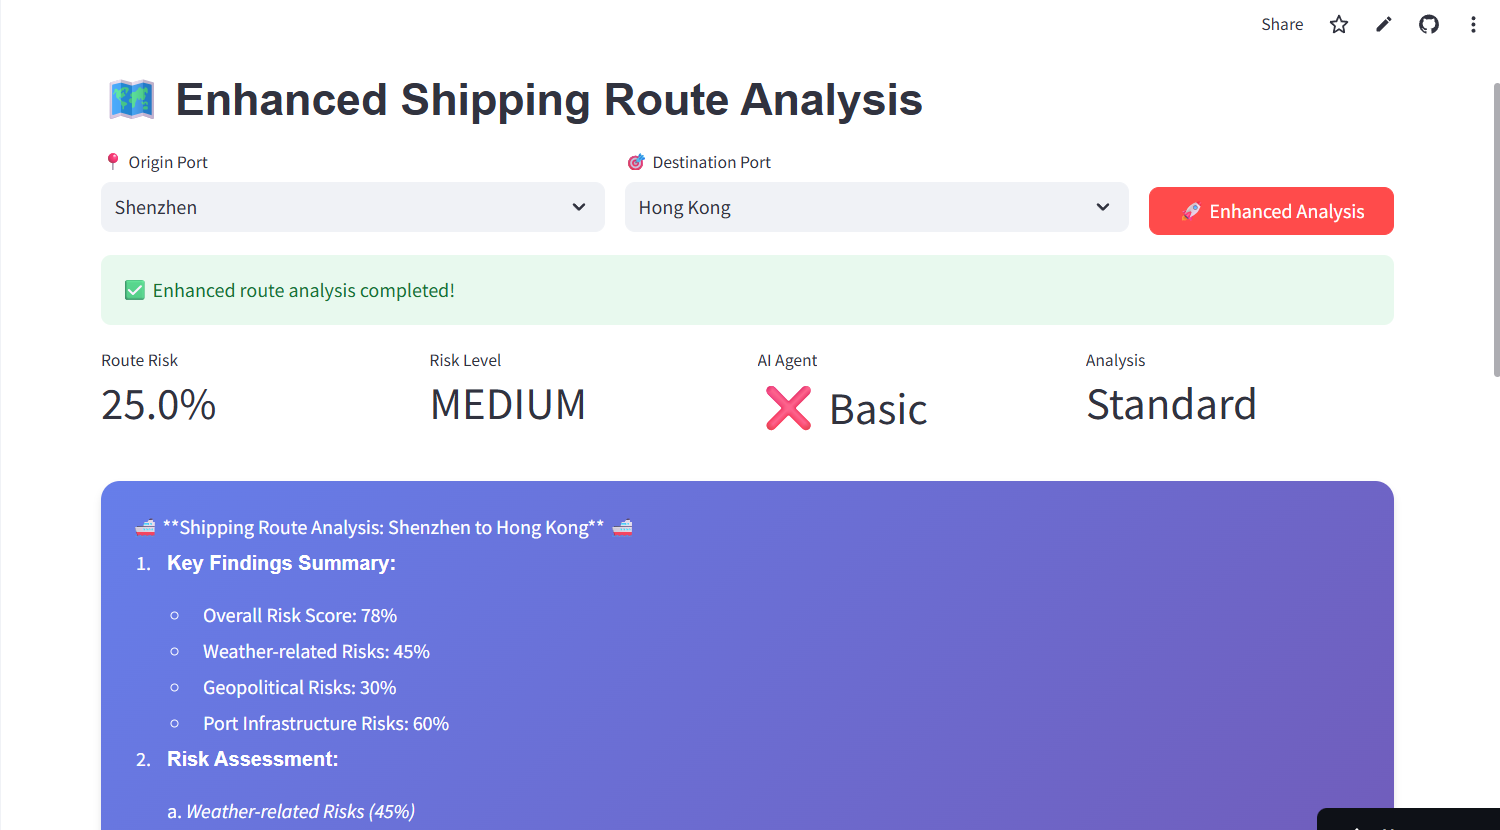 Share
Enhanced Shipping Route Analysis
Origin Port
Destination Port
Shenzhen
Hong Kong
Enhanced Analysis
Enhanced route analysis completed!
Route Risk
Risk Level
AI Agent
Analysis
25.0%
MEDIUM
Basic
Standard
**Shipping Route Analysis: Shenzhen to Hong Kong**
1. Key Findings Summary:
Overall Risk Score: 78%
Weather-related Risks: 45%
Geopolitical Risks: 30%
Port Infrastructure Risks: 60%
2. Risk Assessment:
a. Weather-related Risks (45%)